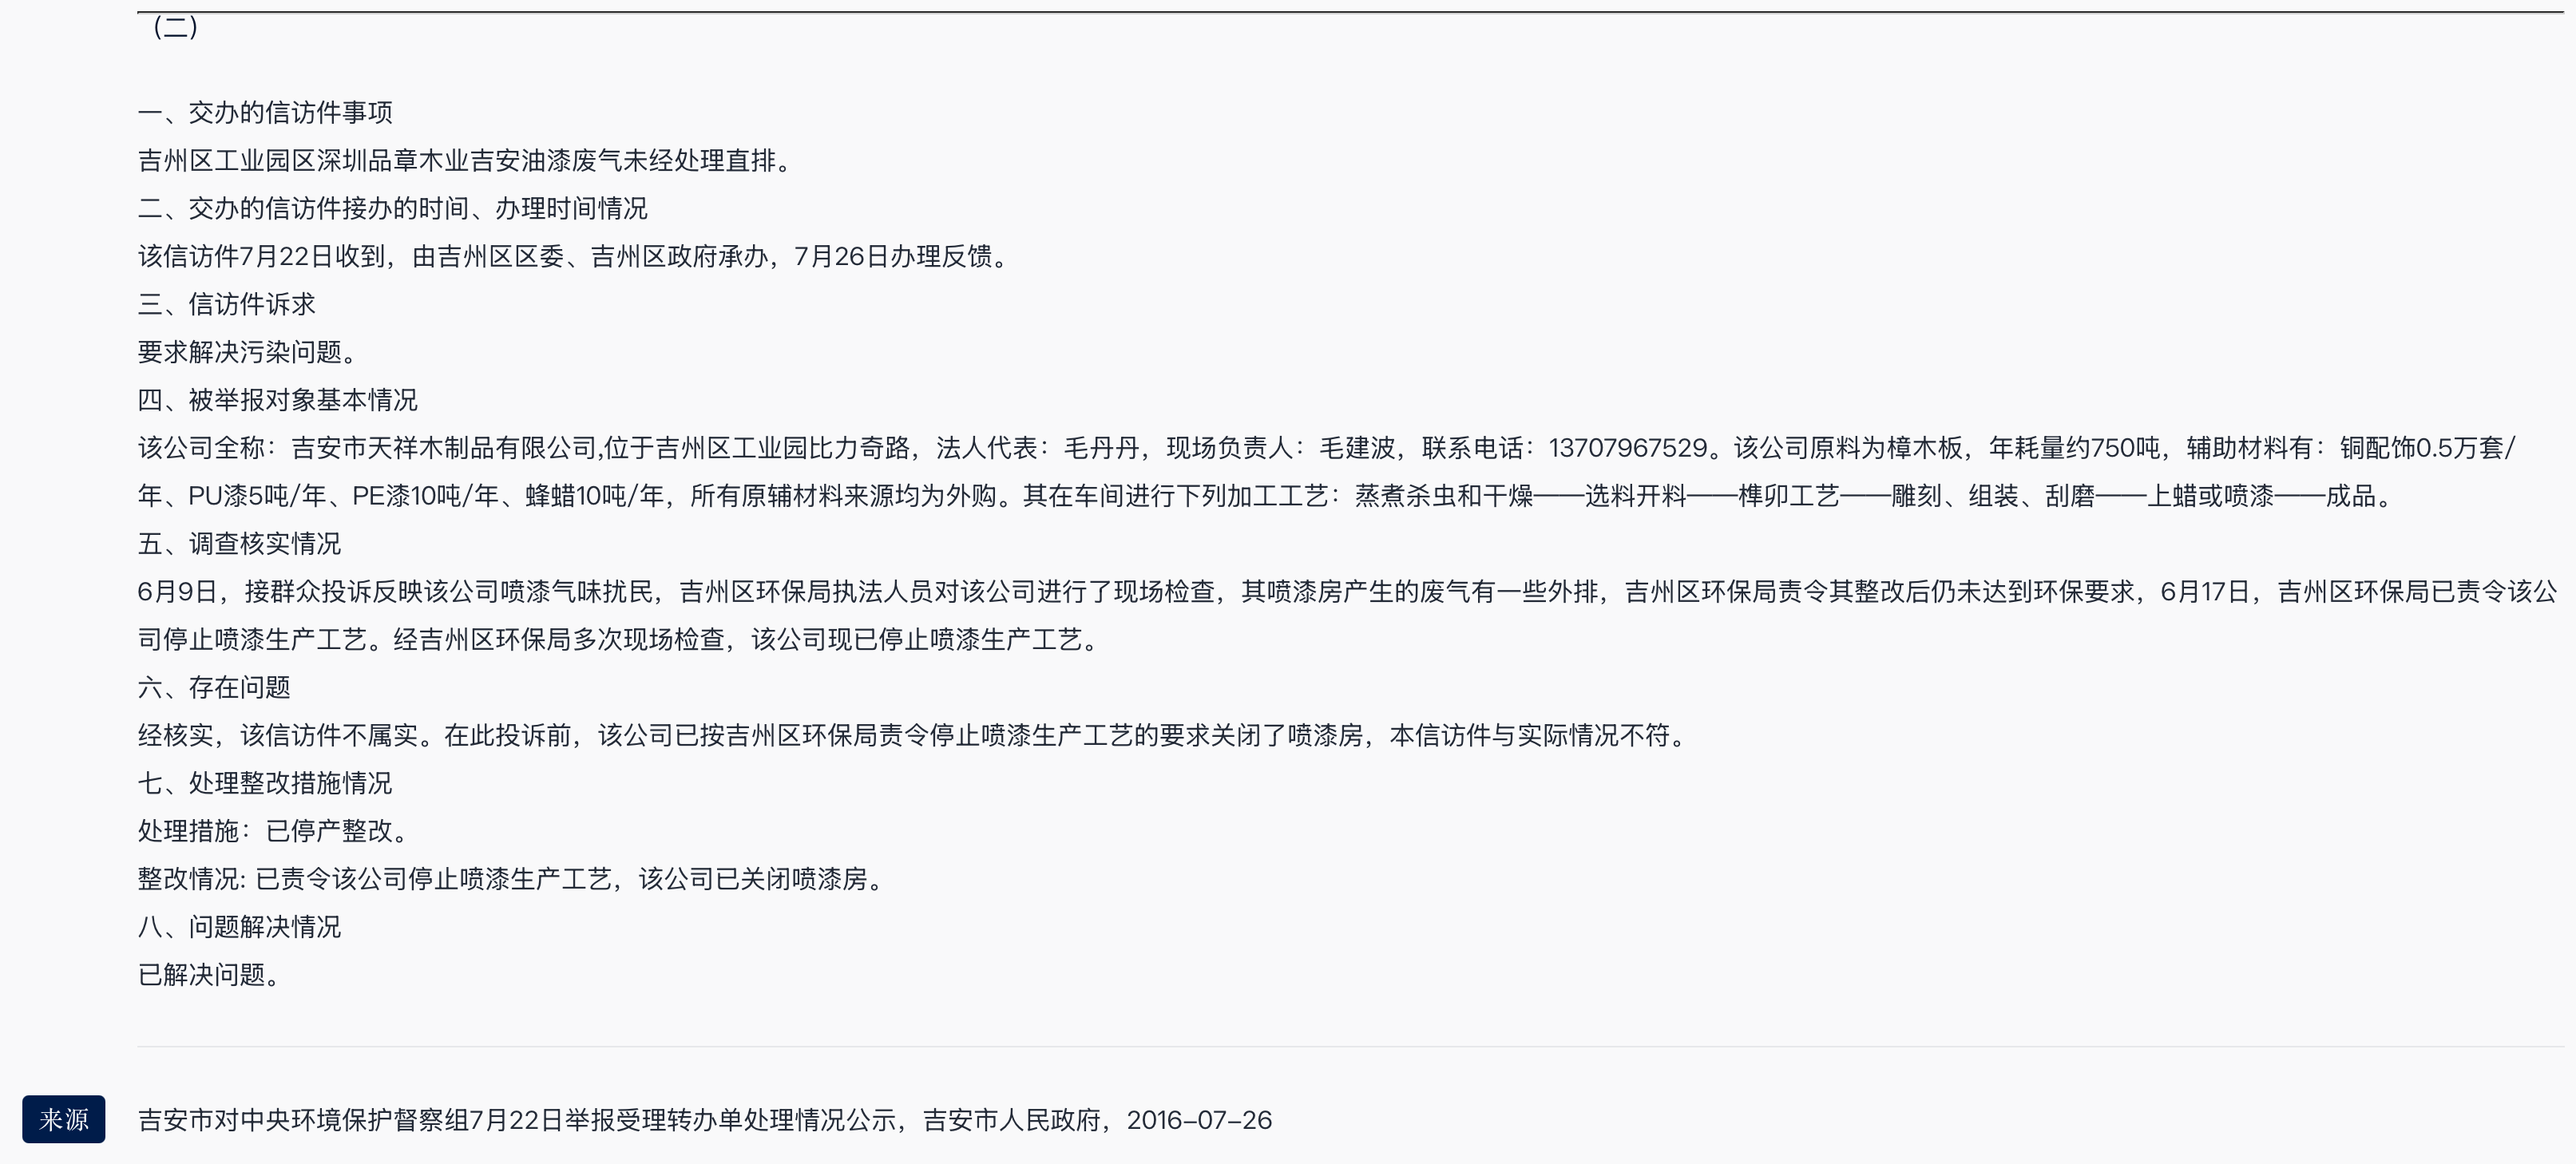 （二）
一、交办的信访件事项
吉州区工业园区深圳品章木业吉安油漆废气未经处理直排。
二、交办的信访件接办的时间、办理时间情况
该信访件7月22日收到，由吉州区区委、吉州区政府承办，7月26日办理反馈。
三、信访件诉求
要求解决污染问题。
四、被举报对象基本情况
该公司全称：吉安市天祥木制品有限公司,位于吉州区工业园比力奇路，法人代表：毛丹丹，现场负责人：毛建波，联系电话：13707967529。该公司原料为樟木板，年耗量约750吨，辅助材料有：铜配饰0.5万套/
年、PU漆5吨/年、PE漆10吨/年、蜂蜡10吨/年，所有原辅材料来源均为外购。其在车间进行下列加工工艺：蒸煮杀虫和干燥——选料开料——榫卯工艺——雕刻、组装、刮磨——上蜡或喷漆——成品。
五、调查核实情况
6月9日，接群众投诉反映该公司喷漆气味扰民，吉州区环保局执法人员对该公司进行了现场检查，其喷漆房产生的废气有一些外排，吉州区环保局责令其整改后仍未达到环保要求，6月17日，吉州区环保局已责令该公
司停止喷漆生产工艺。经吉州区环保局多次现场检查，该公司现已停止喷漆生产工艺。
六、存在问题
经核实，该信访件不属实。在此投诉前，该公司已按吉州区环保局责令停止喷漆生产工艺的要求关闭了喷漆房，本信访件与实际情况不符。
七、处理整改措施情况
处理措施：已停产整改。
整改情况: 已责令该公司停止喷漆生产工艺，该公司已关闭喷漆房。
八、问题解决情况
已解决问题。
来源 吉安市对中央环境保护督察组7月22日举报受理转办单处理情况公示，吉安市人民政府，2016–07–26